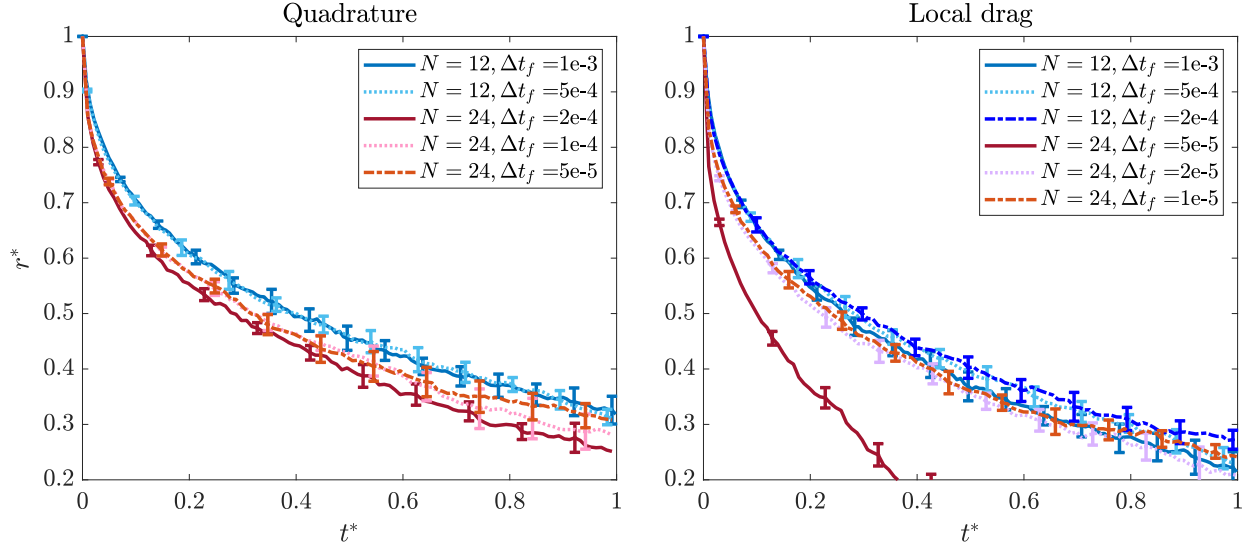 Quadrature
1
0.9
0.8
0.7
0.6
0.5
0.4
0.3
0.2
r*
0
0.2
0.4
0.6
0.8
1
t*
N = 12, Δt_f =1e-3
N = 12, Δt_f =5e-4
N = 24, Δt_f =2e-4
N = 24, Δt_f =1e-4
N = 24, Δt_f =5e-5
Local drag
1
0.9
0.8
0.7
0.6
0.5
0.4
0.3
0.2
0
0.2
0.4
0.6
0.8
1
t*
N = 12, Δt_f =1e-3
N = 12, Δt_f =5e-4
N = 12, Δt_f =2e-4
N = 24, Δt_f =5e-5
N = 24, Δt_f =2e-5
N = 24, Δt_f =1e-5